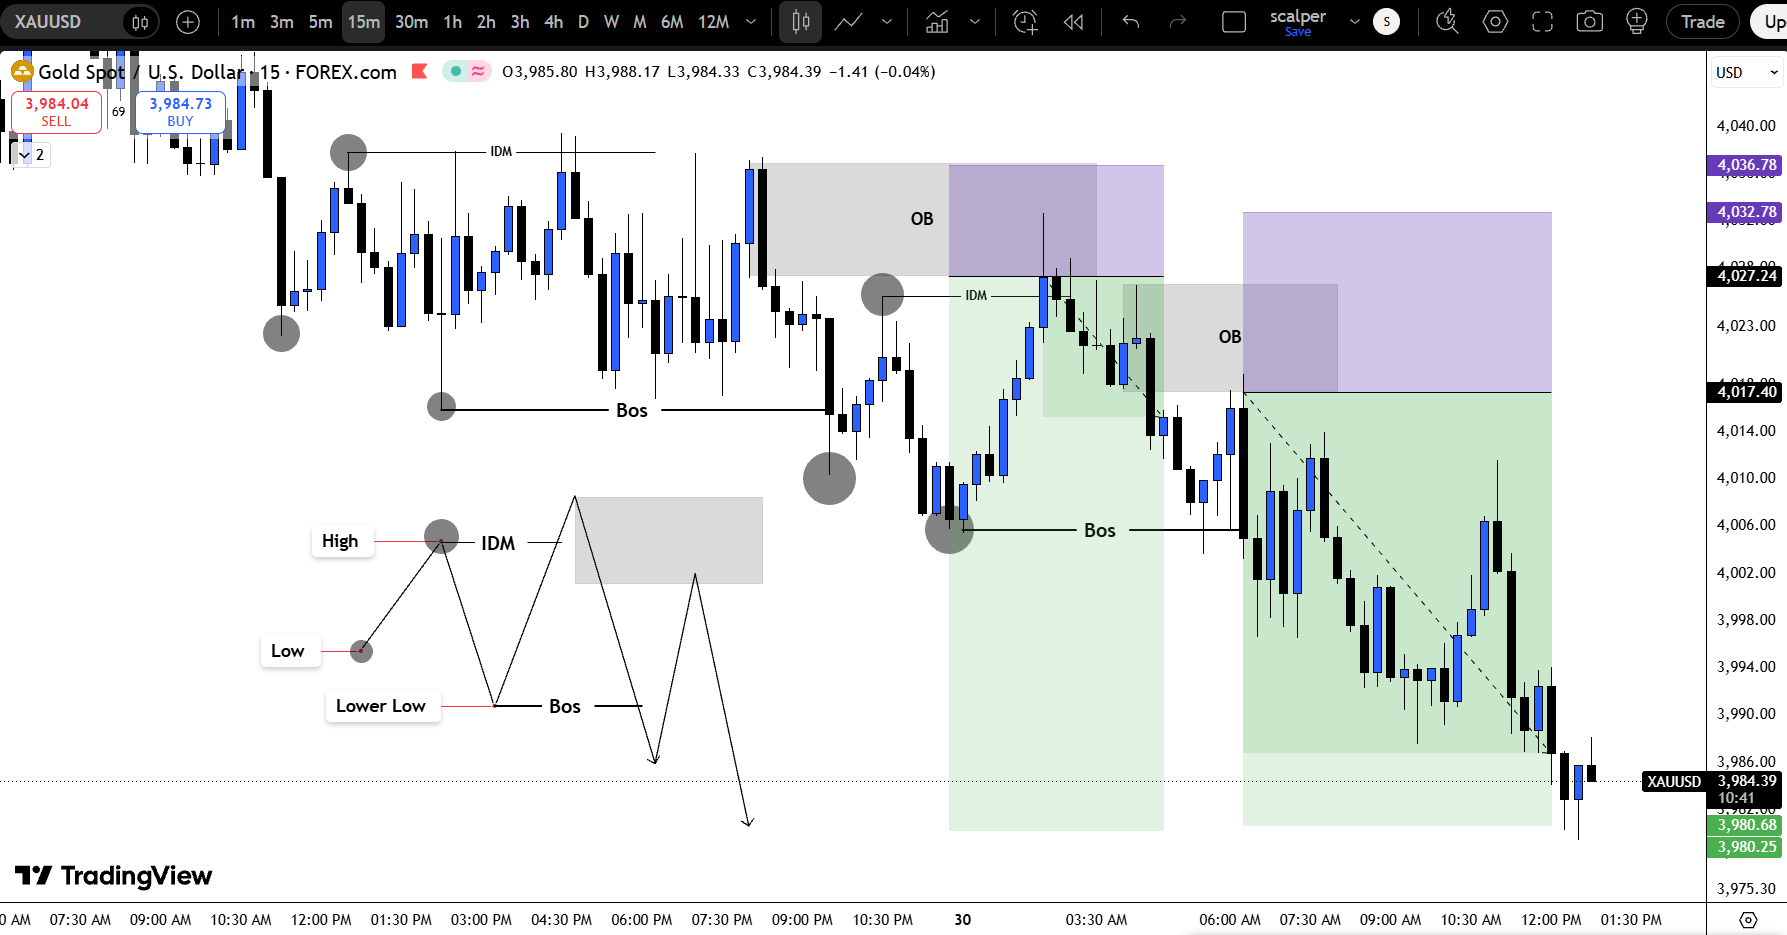 XAUUSD
1m 3m 5m 15m 30m 1h 2h 3h 4h D W M 6M 12M
scalper
Save
S
Trade
Up
Gold Spot / U.S. Dollar · 15 · FOREX.com
O3,985.80 H3,988.17 L3,984.33 C3,984.39 −1.41 (−0.04%)
USD
3,984.04
SELL
69
3,984.73
BUY
2
IDM
OB
IDM
OB
Bos
Bos
High
IDM
Low
Lower Low
Bos
4,040.00
4,036.78
4,032.78
4,027.24
4,023.00
4,017.40
4,014.00
4,010.00
4,006.00
4,002.00
3,998.00
3,994.00
3,990.00
3,986.00
XAUUSD
3,984.39
10:41
3,980.68
3,980.25
3,975.30
TradingView
0 AM 07:30 AM 09:00 AM 10:30 AM 12:00 PM 01:30 PM 03:00 PM 04:30 PM 06:00 PM 07:30 PM 09:00 PM 10:30 PM 30 03:30 AM 06:00 AM 07:30 AM 09:00 AM 10:30 AM 12:00 PM 01:30 PM